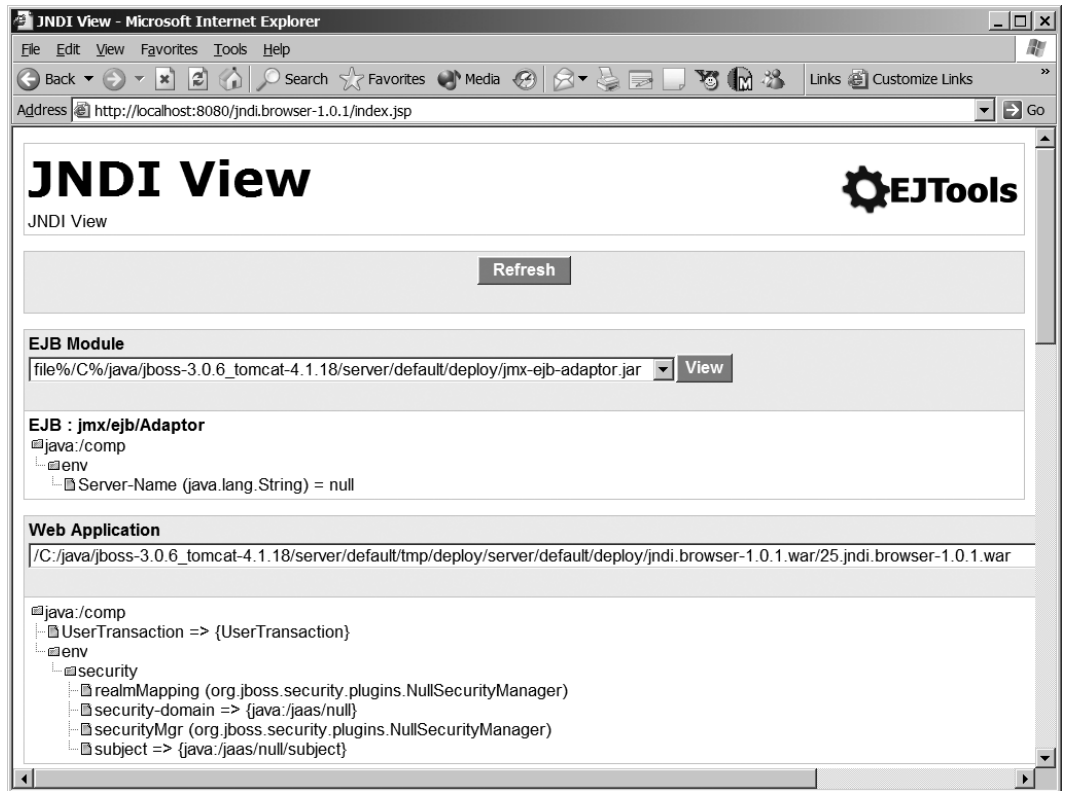 JNDI View - Microsoft Internet Explorer
File Edit View Favorites Tools Help
Back Search Favorites Media Links Customize Links »
Address http://localhost:8080/jndi.browser-1.0.1/index.jsp Go
JNDI View
EJTools
JNDI View
Refresh
EJB Module
file%/C%/java/jboss-3.0.6_tomcat-4.1.18/server/default/deploy/jmx-ejb-adaptor.jar View
EJB : jmx/ejb/Adaptor
java:/comp
env
Server-Name (java.lang.String) = null
Web Application
/C:/java/jboss-3.0.6_tomcat-4.1.18/server/default/tmp/deploy/server/default/deploy/jndi.browser-1.0.1.war/25.jndi.browser-1.0.1.war
java:/comp
UserTransaction => {UserTransaction}
env
security
realmMapping (org.jboss.security.plugins.NullSecurityManager)
security-domain => {java:/jaas/null}
securityMgr (org.jboss.security.plugins.NullSecurityManager)
subject => {java:/jaas/null/subject}